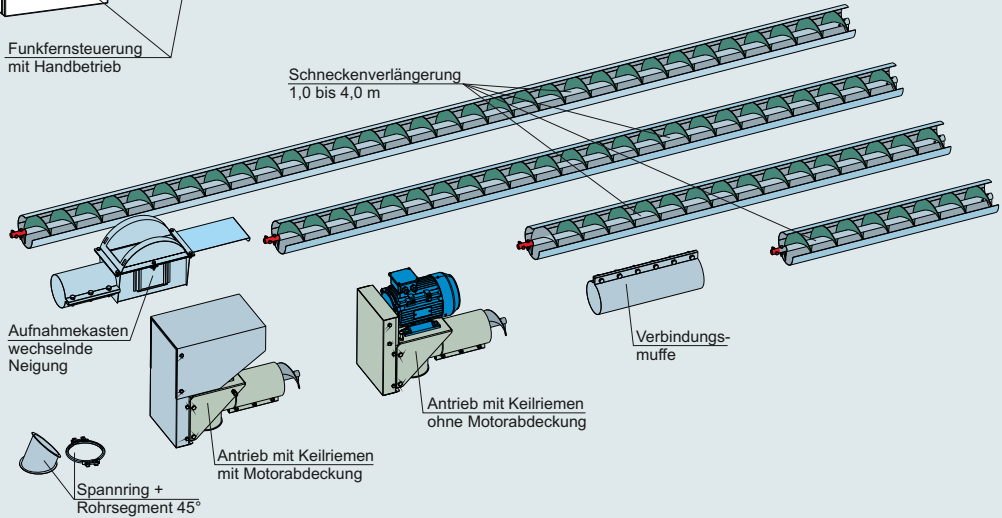 Funkfernsteuerung
mit Handbetrieb
Schneckenverlängerung
1,0 bis 4,0 m
Aufnahmekasten
wechselnde
Neigung
Verbindungs-
muffe
Antrieb mit Keilriemen
ohne Motorabdeckung
Antrieb mit Keilriemen
mit Motorabdeckung
Spannring +
Rohrsegment 45°